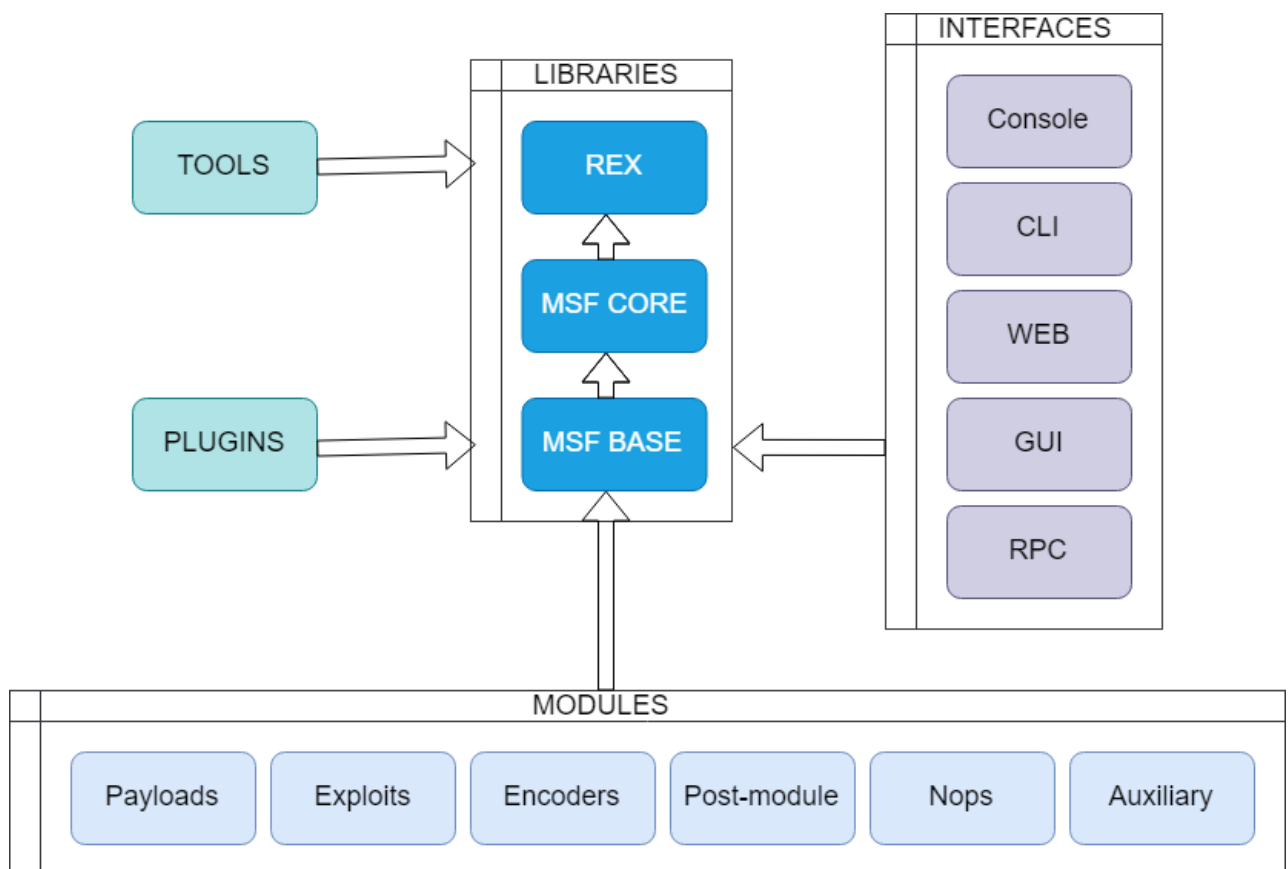 INTERFACES
LIBRARIES
Console
TOOLS
REX
CLI
MSF CORE
WEB
PLUGINS
MSF BASE
GUI
RPC
MODULES
Payloads
Exploits
Encoders
Post-module
Nops
Auxiliary